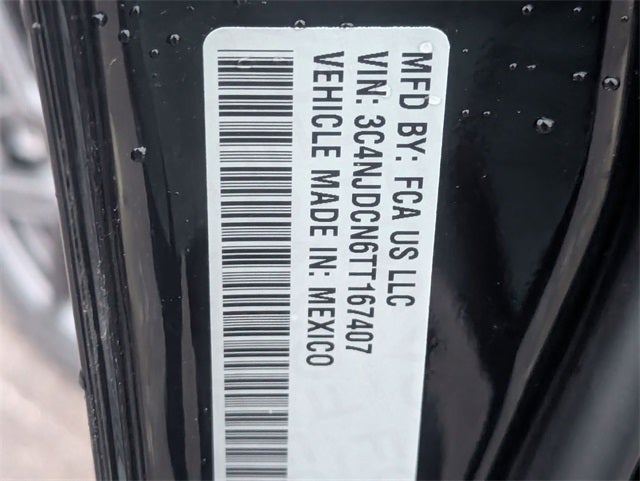 MFD BY: FCA US LLC
VIN: 3C4NJDCN6TT167407
VEHICLE MADE IN: MEXICO